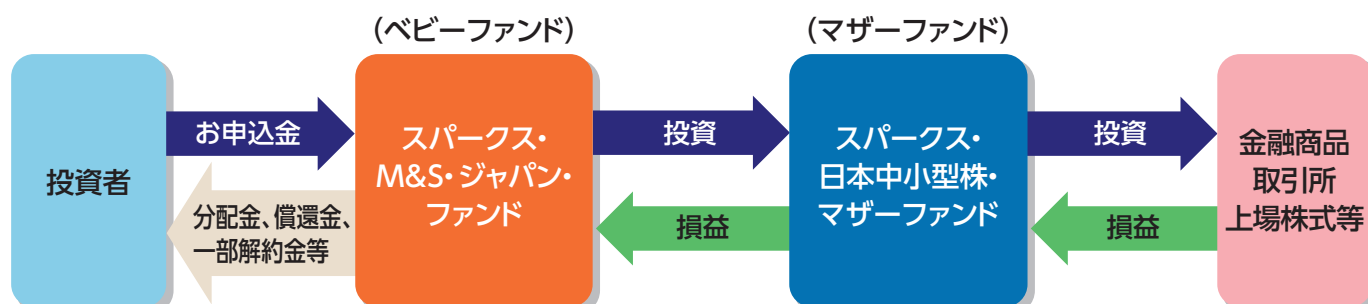 (ベビーファンド)
(マザーファンド)
投資者
お申込金
分配金、償還金、
一部解約金等
スパークス・
M&S・ジャパン・
ファンド
投資
損益
スパークス・
日本中小型株・
マザーファンド
投資
損益
金融商品
取引所
上場株式等